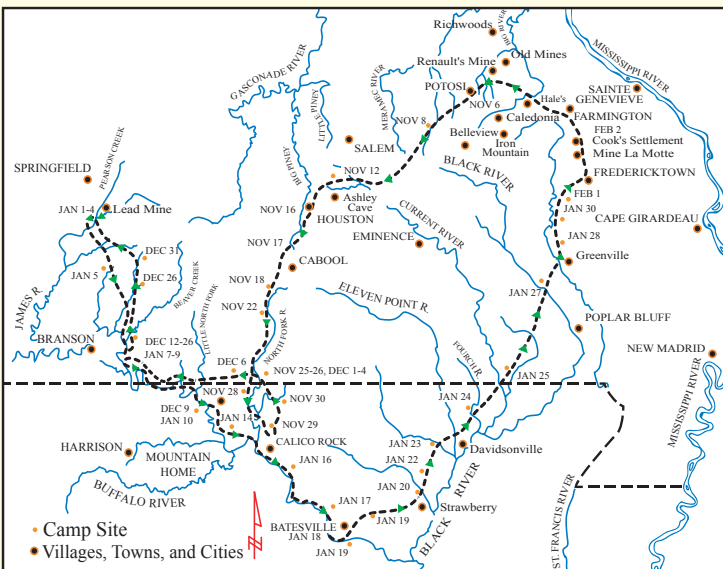 Richwoods
BIG RIVER
Old Mines
Renault's Mine
MISSISSIPPI RIVER
GASCONADE RIVER
POTOSI
NOV 6
Hale's
SAINTE
GENEVIEVE
MERAMEC RIVER
LITTLE PINEY
Caledonia
FARMINGTON
NOV 8
Belleview
Iron
Mountain
FEB 2
Cook's Settlement
Mine La Motte
SALEM
BLACK RIVER
SPRINGFIELD
PEARSON CREEK
BIG PINEY
NOV 12
FREDERICKTOWN
Ashley
Cave
FEB 1
JAN 1-4
Lead Mine
NOV 16
HOUSTON
JAN 30
CURRENT RIVER
CAPE GIRARDEAU
NOV 17
EMINENCE
JAN 28
DEC 31
CABOOL
Greenville
JAN 5
DEC 26
NOV 18
JAN 27
BEAVER CREEK
ELEVEN POINT R.
JAMES R.
LITTLE NORTH FORK
NOV 22
POPLAR BLUFF
BRANSON
DEC 12-26
JAN 7-9
NORTH FORK R.
FOURCH R.
NEW MADRID
DEC 6
NOV 25-26, DEC 1-4
JAN 25
NOV 28
NOV 30
DEC 9
JAN 10
JAN 14
JAN 24
NOV 29
MISSISSIPPI RIVER
HARRISON
MOUNTAIN
HOME
CALICO ROCK
JAN 23
Davidsonville
JAN 16
JAN 22
BUFFALO RIVER
JAN 20
BLACK RIVER
JAN 17
Strawberry
ST. FRANCIS RIVER
BATESVILLE
JAN 19
JAN 18
JAN 19
Camp Site
Villages, Towns, and Cities